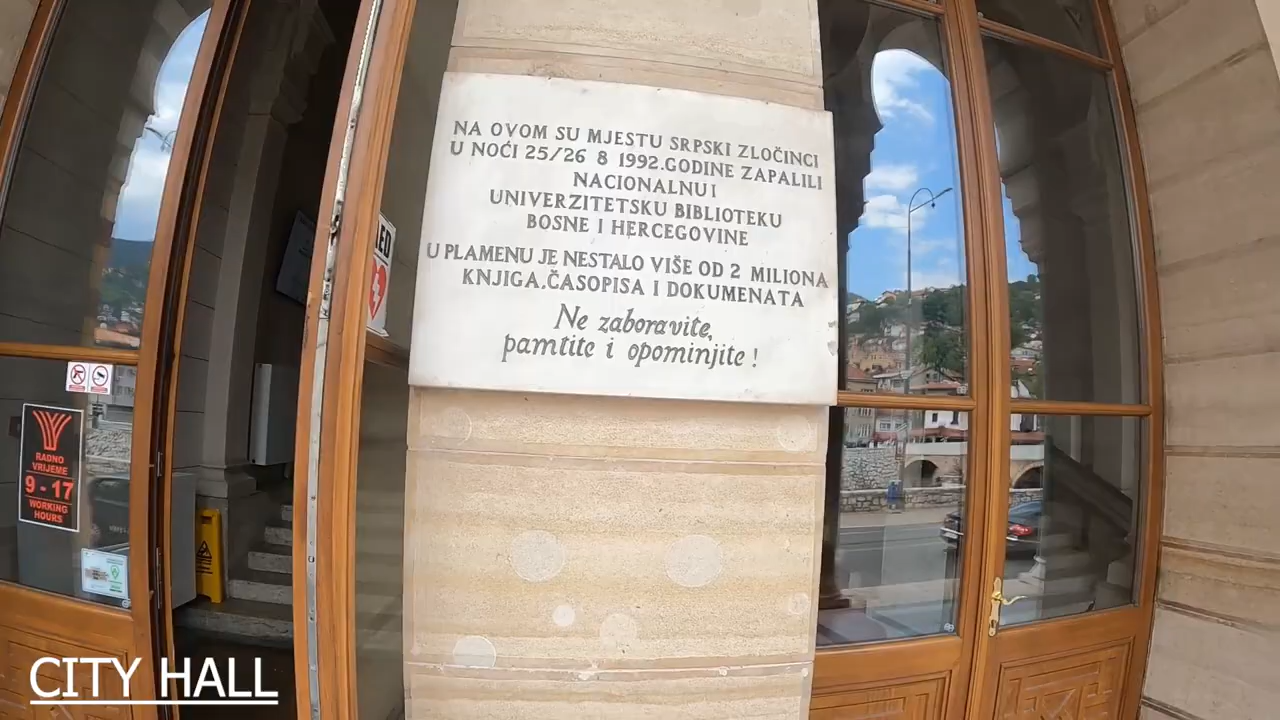 NA OVOM SU MJESTU SRPSKI ZLOČINCI
U NOĆI 25/26 8 1992.GODINE ZAPALILI
NACIONALNU I
UNIVERZITETSKU BIBLIOTEKU
BOSNE I HERCEGOVINE
U PLAMENU JE NESTALO VIŠE OD 2 MILIONA
KNJIGA.ČASOPISA I DOKUMENATA
Ne zaboravite,
pamtite i opominjite !
RADNO
VRIJEME
9 - 17
WORKING
HOURS
CITY HALL